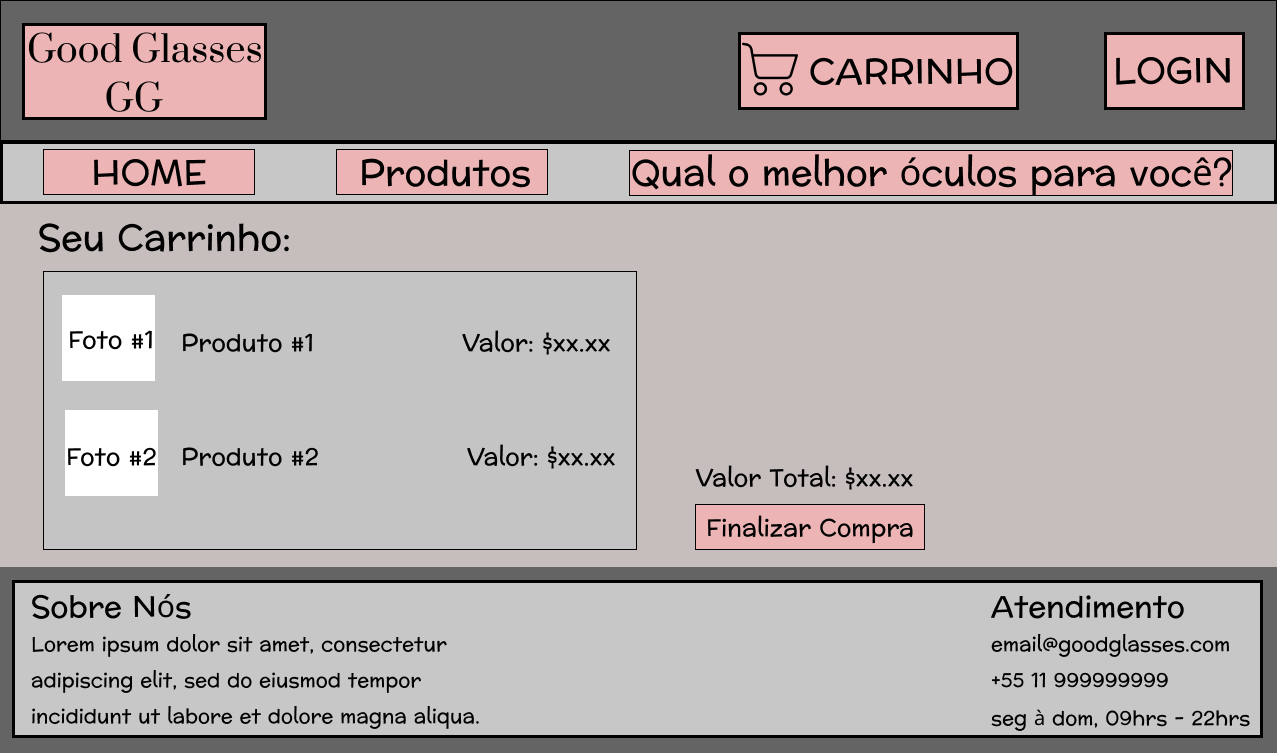 Good Glasses
GG
CARRINHO
LOGIN
HOME
Produtos
Qual o melhor óculos para você?
Seu Carrinho:
Foto #1
Produto #1
Valor: $xx.xx
Foto #2
Produto #2
Valor: $xx.xx
Valor Total: $xx.xx
Finalizar Compra
Sobre Nós
Lorem ipsum dolor sit amet, consectetur
adipiscing elit, sed do eiusmod tempor
incididunt ut labore et dolore magna aliqua.
Atendimento
email@goodglasses.com
+55 11 999999999
seg à dom, 09hrs - 22hrs